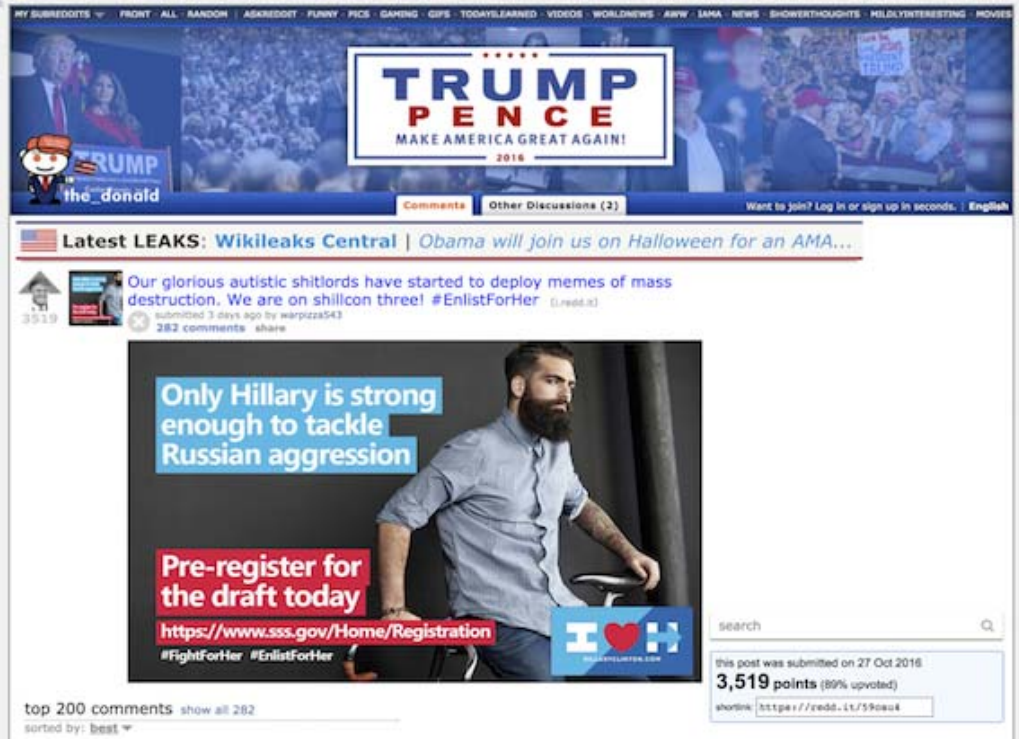 MY SUBREDDITS FRONT - ALL - RANDOM | ASKREDDIT - FUNNY - PICS - GAMING - GIFS - TODAYILEARNED - VIDEOS - WORLDNEWS - AWW - IAMA - NEWS - SHOWERTHOUGHTS - MILDLYINTERESTING - MOVIES
TRUMP
PENCE
MAKE AMERICA GREAT AGAIN!
2016
TRUMP
the_donald
Comments Other Discussions (2) Want to join? Log in or sign up in seconds. | English
Latest LEAKS: Wikileaks Central | Obama will join us on Halloween for an AMA...
Our glorious autistic shitlords have started to deploy memes of mass
destruction. We are on shillcon three! #EnlistForHer (i.redd.it)
3519
submitted 3 days ago by warpizza543
282 comments share
Only Hillary is strong
enough to tackle
Russian aggression
Pre-register for
the draft today
https://www.sss.gov/Home/Registration
#FightForHer #EnlistForHer
I H
HILLARYCLINTON.COM
search
this post was submitted on 27 Oct 2016
3,519 points (89% upvoted)
shortlink:
top 200 comments show all 282
sorted by: best